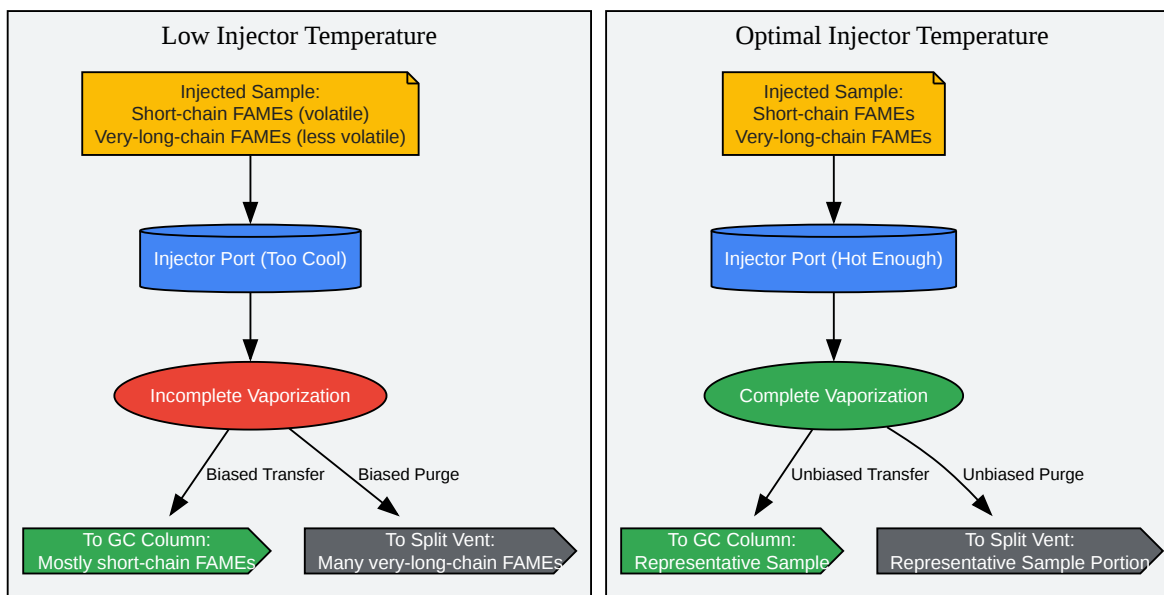 Low Injector Temperature
Injected Sample:
Short-chain FAMEs (volatile)
Very-long-chain FAMEs (less volatile)
Injector Port (Too Cool)
Incomplete Vaporization
Biased Transfer
Biased Purge
To GC Column:
Mostly short-chain FAMEs
To Split Vent:
Many very-long-chain FAMEs
Optimal Injector Temperature
Injected Sample:
Short-chain FAMEs
Very-long-chain FAMEs
Injector Port (Hot Enough)
Complete Vaporization
Unbiased Transfer
Unbiased Purge
To GC Column:
Representative Sample
To Split Vent:
Representative Sample Portion